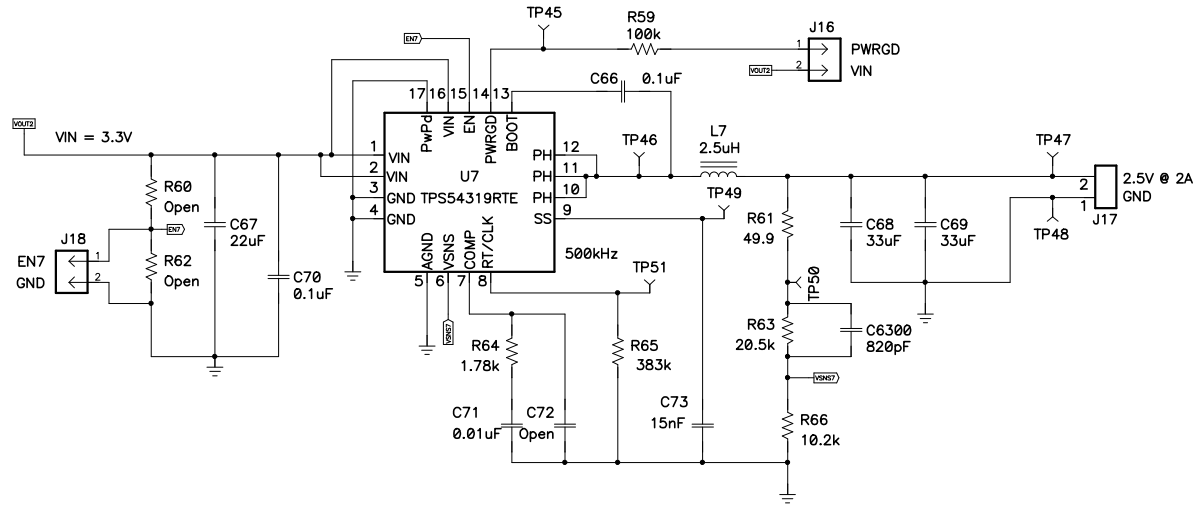 TP45
R59
100k
J16
1
PWRGD
2
VIN
VOUT2
EN7
C66
0.1uF
17
16
15
14
13
PwPd
VIN
EN
PWRGD
BOOT
VOUT2
VIN = 3.3V
1
VIN
2
VIN
3
GND
4
GND
U7
TPS54319RTE
PH
12
PH
11
PH
10
SS
9
TP46
L7
2.5uH
TP49
TP47
2
1
2.5V @ 2A
GND
J17
TP48
R60
Open
EN7
R62
Open
J18
EN7
1
GND
2
C67
22uF
C70
0.1uF
AGND
VSNS
COMP
RT/CLK
5
6
7
8
500kHz
TP51
VSNS7
R61
49.9
C68
33uF
C69
33uF
TP50
R63
20.5k
C6300
820pF
VSNS7
R64
1.78k
R65
383k
C71
0.01uF
C72
Open
C73
15nF
R66
10.2k